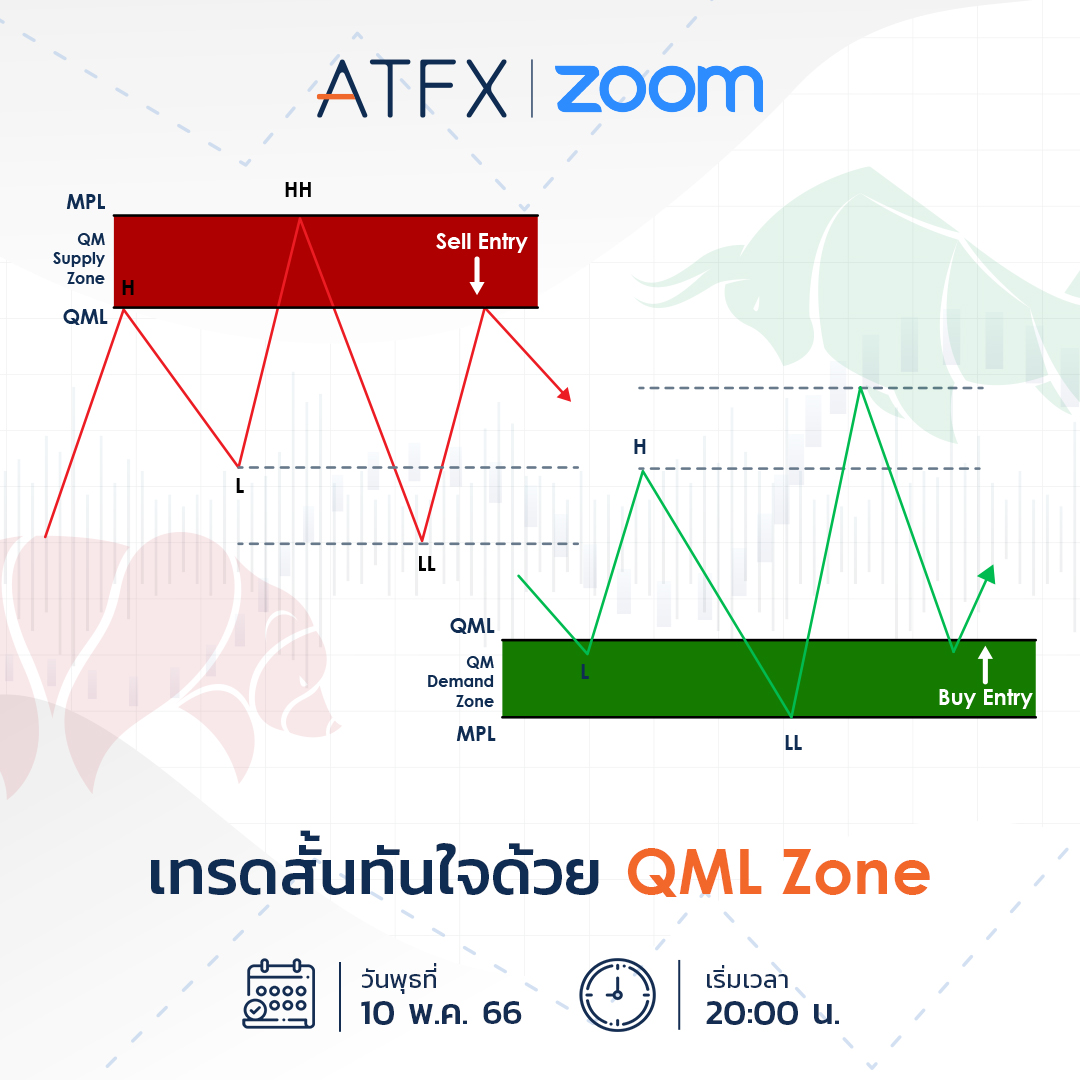 ATFX | zoom
HH
MPL
QM
Supply
Zone
Sell Entry
H
QML
L
LL
H
QML
QM
Demand
Zone
L
Buy Entry
MPL
LL
เทรดสั้นทันใจด้วย QML Zone
วันพุธที่
10 พ.ค. 66
เริ่มเวลา
20:00 น.